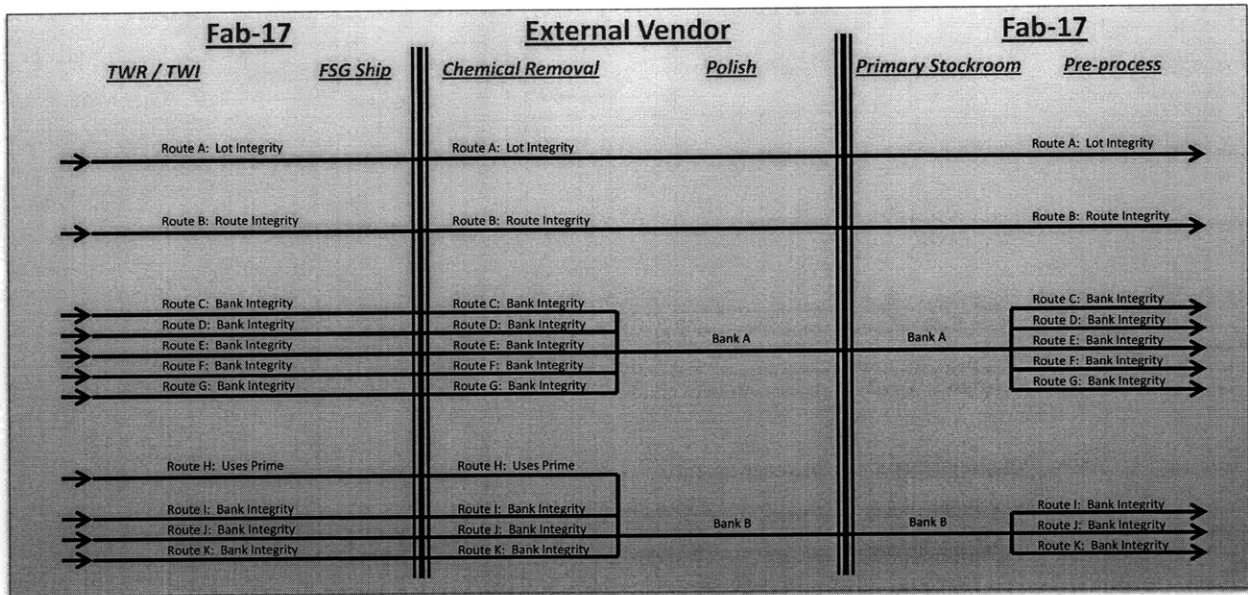 Fab-17 External Vendor Fab-17
TWR / TWI FSG Ship Chemical Removal Polish Primary Stockroom Pre-process
Route A: Lot Integrity Route A: Lot Integrity Route A: Lot Integrity
Route B: Route Integrity Route B: Route Integrity Route B: Route Integrity
Route C: Bank Integrity Route C: Bank Integrity Route C: Bank Integrity
Route D: Bank Integrity Route D: Bank Integrity Route D: Bank Integrity
Route E: Bank Integrity Route E: Bank Integrity Bank A Bank A Route E: Bank Integrity
Route F: Bank Integrity Route F: Bank Integrity Route F: Bank Integrity
Route G: Bank Integrity Route G: Bank Integrity Route G: Bank Integrity
Route H: Uses Prime Route H: Uses Prime
Route I: Bank Integrity Route I: Bank Integrity Route I: Bank Integrity
Route J: Bank Integrity Route J: Bank Integrity Bank B Bank B Route J: Bank Integrity
Route K: Bank Integrity Route K: Bank Integrity Route K: Bank Integrity